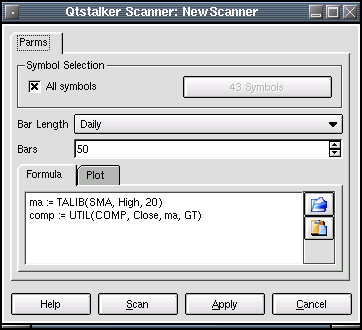 Qtstalker Scanner: NewScanner
Parms
Symbol Selection
All symbols
43 Symbols
Bar Length Daily
Bars 50
Formula Plot
ma := TALIB(SMA, High, 20)
comp := UTIL(COMP, Close, ma, GT)
Help Scan Apply Cancel